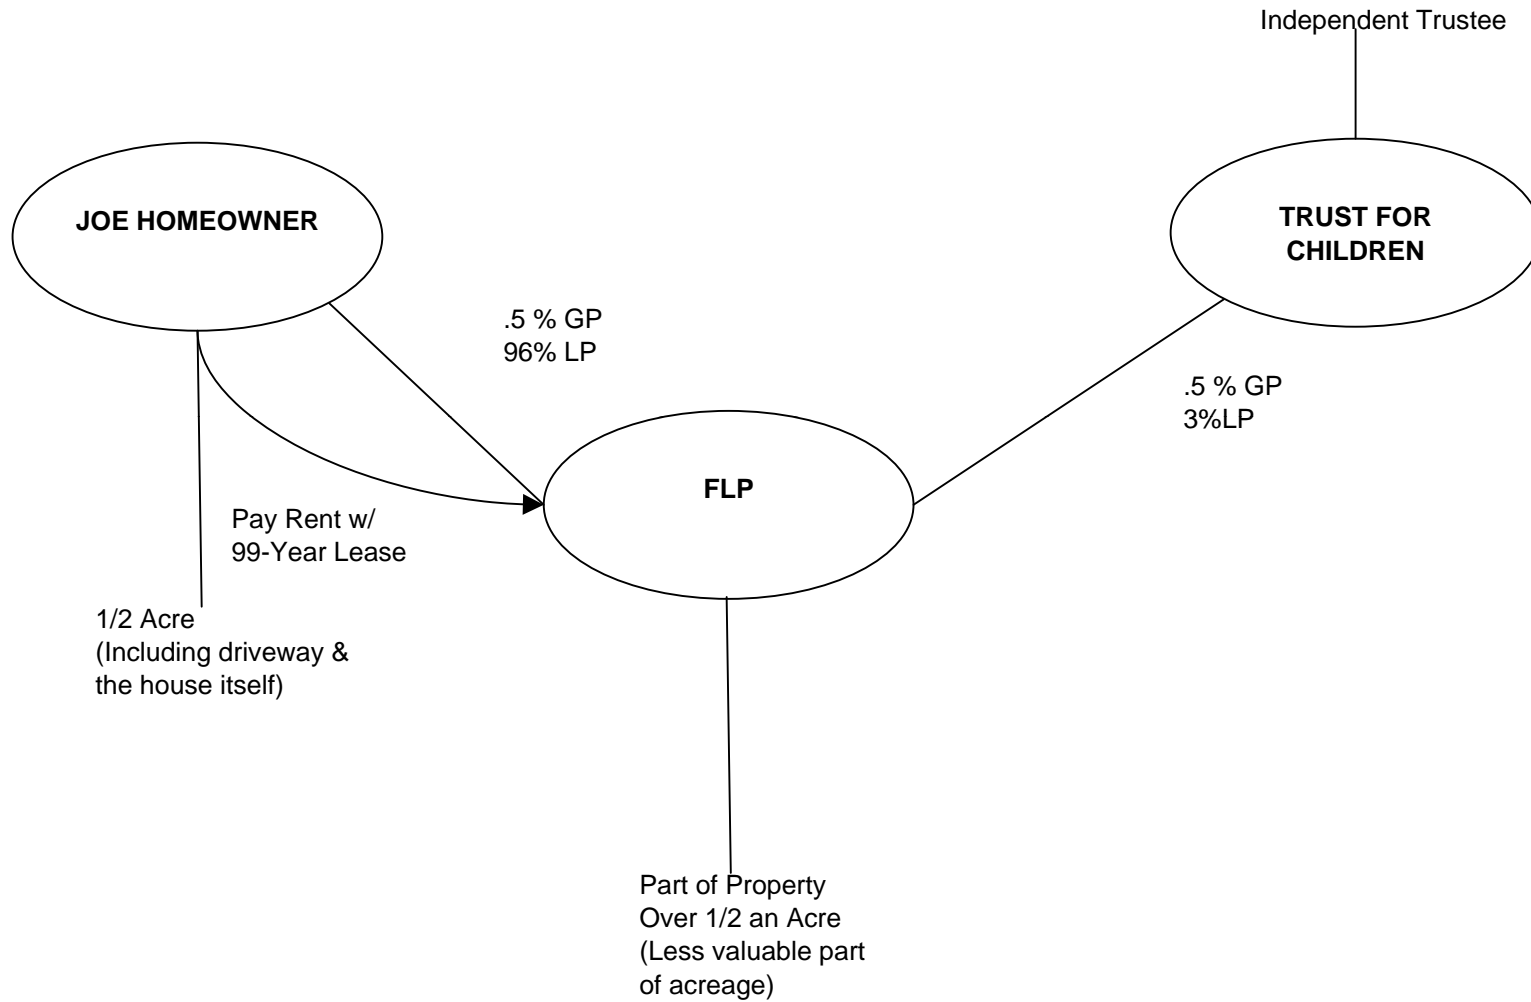 Independent Trustee
JOE HOMEOWNER
TRUST FOR
CHILDREN
.5 % GP
96% LP
.5 % GP
3%LP
FLP
Pay Rent w/
99-Year Lease
1/2 Acre
(Including driveway &
the house itself)
Part of Property
Over 1/2 an Acre
(Less valuable part
of acreage)